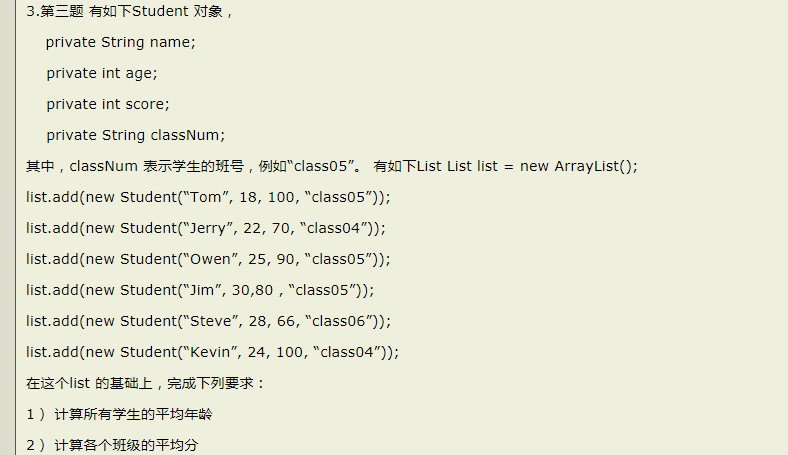 3.第三题 有如下Student 对象，
private String name;
private int age;
private int score;
private String classNum;
其中，classNum 表示学生的班号，例如“class05”。 有如下List List list = new ArrayList();
list.add(new Student(“Tom”, 18, 100, “class05”));
list.add(new Student(“Jerry”, 22, 70, “class04”));
list.add(new Student(“Owen”, 25, 90, “class05”));
list.add(new Student(“Jim”, 30,80 , “class05”));
list.add(new Student(“Steve”, 28, 66, “class06”));
list.add(new Student(“Kevin”, 24, 100, “class04”));
在这个list 的基础上，完成下列要求：
1 ） 计算所有学生的平均年龄
2 ） 计算各个班级的平均分